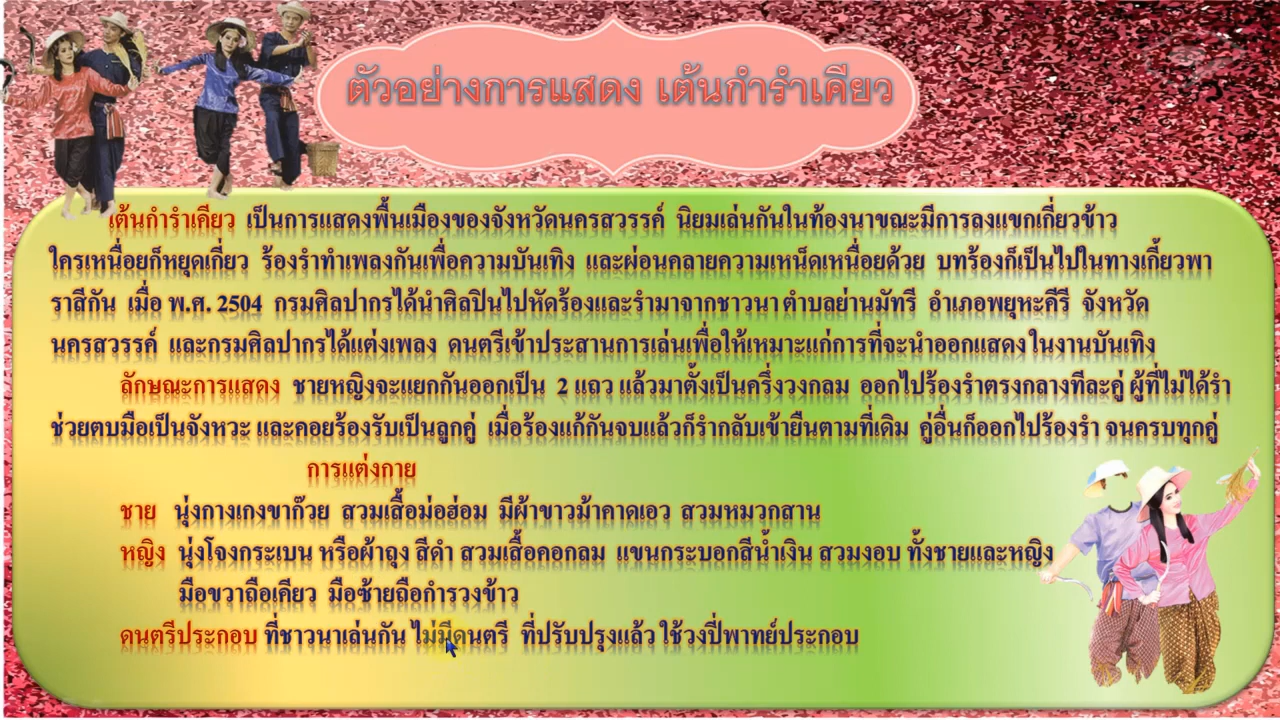 ตัวอย่างการแสดง เต้นกำรำเคียว
เต้นกำรำเคียว เป็นการแสดงพื้นเมืองของจังหวัดนครสวรรค์ นิยมเล่นกันในท้องนาขณะมีการลงแขกเกี่ยวข้าว
ใครเหนื่อยก็หยุดเกี่ยว ร้องรำทำเพลงกันเพื่อความบันเทิง และผ่อนคลายความเหน็ดเหนื่อยด้วย บทร้องก็เป็นไปในทางเกี้ยวพา
ราสีกัน เมื่อ พ.ศ. 2504 กรมศิลปากรได้นำศิลปินไปหัดร้องและรำมาจากชาวนา ตำบลย่านมัทรี อำเภอพยุหะคีรี จังหวัด
นครสวรรค์ และกรมศิลปากรได้แต่งเพลง ดนตรีเข้าประสานการเล่นเพื่อให้เหมาะแก่การที่จะนำออกแสดงในงานบันเทิง
ลักษณะการแสดง ชายหญิงจะแยกกันออกเป็น 2 แถว แล้วมาตั้งเป็นครึ่งวงกลม ออกไปร้องรำตรงกลางทีละคู่ ผู้ที่ไม่ได้รำ
ช่วยตบมือเป็นจังหวะ และคอยร้องรับเป็นลูกคู่ เมื่อร้องแก้กันจบแล้วก็รำกลับเข้ายืนตามที่เดิม คู่อื่นก็ออกไปร้องรำ จนครบทุกคู่
การแต่งกาย
ชาย นุ่งกางเกงขาก๊วย สวมเสื้อม่อฮ่อม มีผ้าขาวม้าคาดเอว สวมหมวกสาน
หญิง นุ่งโจงกระเบน หรือผ้าถุง สีดำ สวมเสื้อคอกลม แขนกระบอกสีน้ำเงิน สวมงอบ ทั้งชายและหญิง
มือขวาถือเคียว มือซ้ายถือกำรวงข้าว
ดนตรีประกอบ ที่ชาวนาเล่นกัน ไม่มีดนตรี ที่ปรับปรุงแล้ว ใช้วงปี่พาทย์ประกอบ